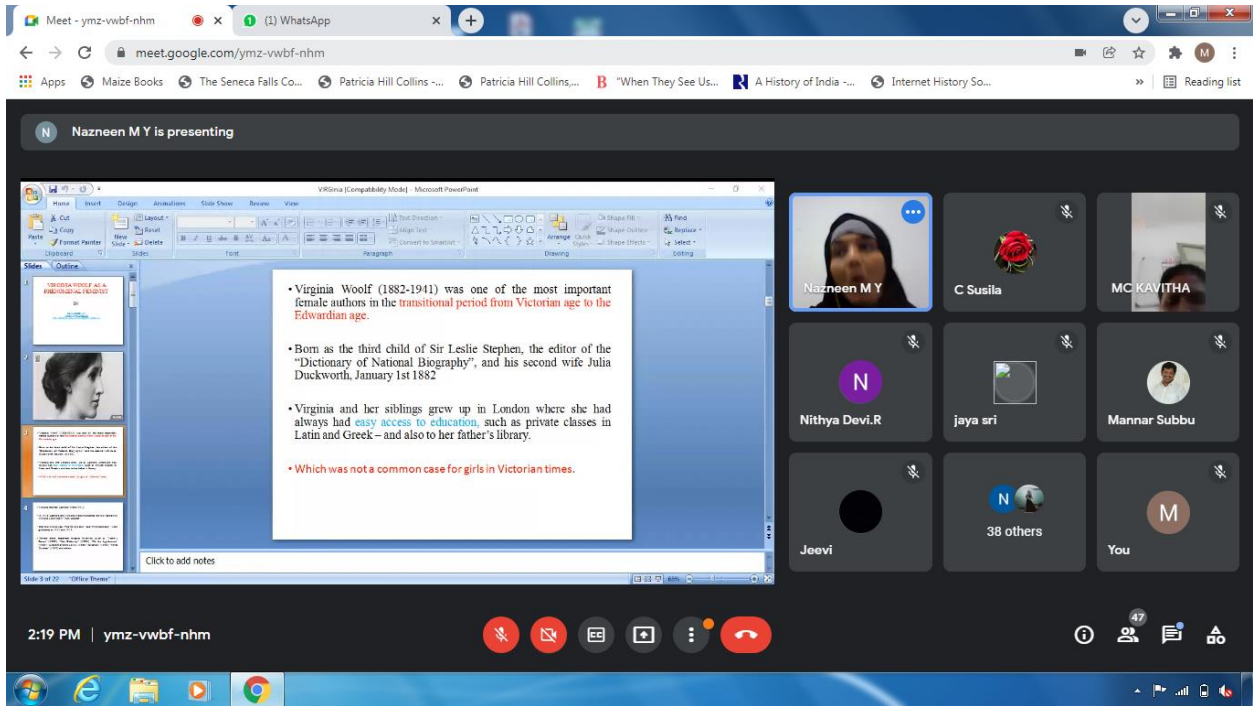 Meet - ymz-vwbf-nhm
(1) WhatsApp
meet.google.com/ymz-vwbf-nhm
M
Apps
Maize Books
The Seneca Falls Co...
Patricia Hill Collins -...
Patricia Hill Collins,...
"When They See Us...
A History of India -...
Internet History So...
»
Reading list
N
Nazneen M Y is presenting
VIRGinia [Compatibility Mode] - Microsoft PowerPoint
Home Insert Design Animations Slide Show Review View
Cut
Copy
Format Painter
Paste
Clipboard
New Slide
Layout
Reset
Delete
Slides
Font
Text Direction
Align Text
Convert to SmartArt
Paragraph
Arrange
Quick Styles
Shape Fill
Shape Outline
Shape Effects
Drawing
Find
Replace
Select
Editing
Slides Outline
VIRGINIA WOOLF AS A
PHENOMENAL FEMINIST
• Virginia Woolf (1882-1941) was one of the most important
female authors in the transitional period from Victorian age to the
Edwardian age.
• Born as the third child of Sir Leslie Stephen, the editor of the
"Dictionary of National Biography", and his second wife Julia
Duckworth, January 1st 1882
• Virginia and her siblings grew up in London where she had
always had easy access to education, such as private classes in
Latin and Greek – and also to her father's library.
• Which was not a common case for girls in Victorian times.
Click to add notes
Slide 3 of 22 "Office Theme"
65%
Nazneen M Y
C Susila
MC KAVITHA
N
Nithya Devi.R
jaya sri
Mannar Subbu
Jeevi
N
38 others
M
You
2:19 PM | ymz-vwbf-nhm
CC
47